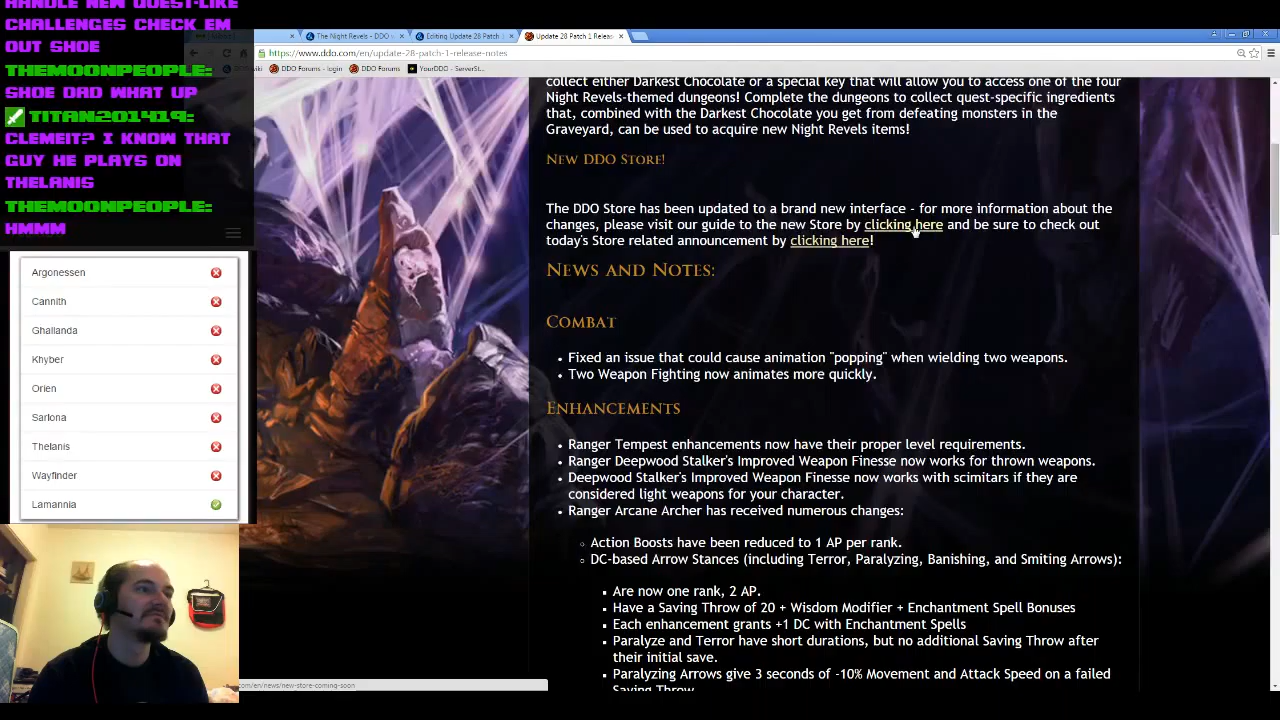 HANDLE NEW QUEST-LIKE
CHALLENGES CHECK EM
OUT SHOE
THEMOONPEOPLE:
SHOE DAD WHAT UP
TITAN201419:
CLEMEIT? I KNOW THAT
GUY HE PLAYS ON
THELANIS
THEMOONPEOPLE:
HMMM
Argonessen
Cannith
Ghallanda
Khyber
Orien
Sarlona
Thelanis
Wayfinder
Lamannia
The Night Revels - DDO
Editing Update 28 Patch
Update 28 Patch 1 Releas
https://www.ddo.com/en/update-28-patch-1-release-notes
DDO Forums - login
DDO Forums
YourDDO - ServerSt...
collect either Darkest Chocolate or a special key that will allow you to access one of the four
Night Revels-themed dungeons! Complete the dungeons to collect quest-specific ingredients
that, combined with the Darkest Chocolate you get from defeating monsters in the
Graveyard, can be used to acquire new Night Revels items!
New DDO Store!
The DDO Store has been updated to a brand new interface - for more information about the
changes, please visit our guide to the new Store by clicking here and be sure to check out
today's Store related announcement by clicking here!
News and Notes:
Combat
Fixed an issue that could cause animation "popping" when wielding two weapons.
Two Weapon Fighting now animates more quickly.
Enhancements
Ranger Tempest enhancements now have their proper level requirements.
Ranger Deepwood Stalker's Improved Weapon Finesse now works for thrown weapons.
Deepwood Stalker's Improved Weapon Finesse now works with scimitars if they are
considered light weapons for your character.
Ranger Arcane Archer has received numerous changes:
Action Boosts have been reduced to 1 AP per rank.
DC-based Arrow Stances (including Terror, Paralyzing, Banishing, and Smiting Arrows):
Are now one rank, 2 AP.
Have a Saving Throw of 20 + Wisdom Modifier + Enchantment Spell Bonuses
Each enhancement grants +1 DC with Enchantment Spells
Paralyze and Terror have short durations, but no additional Saving Throw after
their initial save.
Paralyzing Arrows give 3 seconds of -10% Movement and Attack Speed on a failed
Saving Throw
.com/en/news/new-store-coming-soon